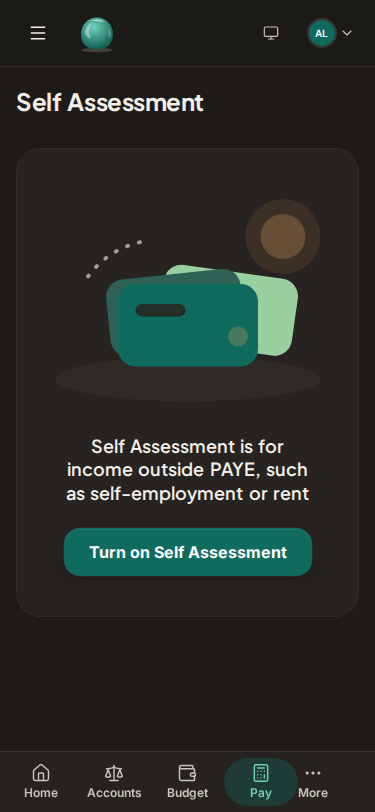 AL
Self Assessment
Self Assessment is for
income outside PAYE, such
as self-employment or rent
Turn on Self Assessment
Home
Accounts
Budget
Pay
More